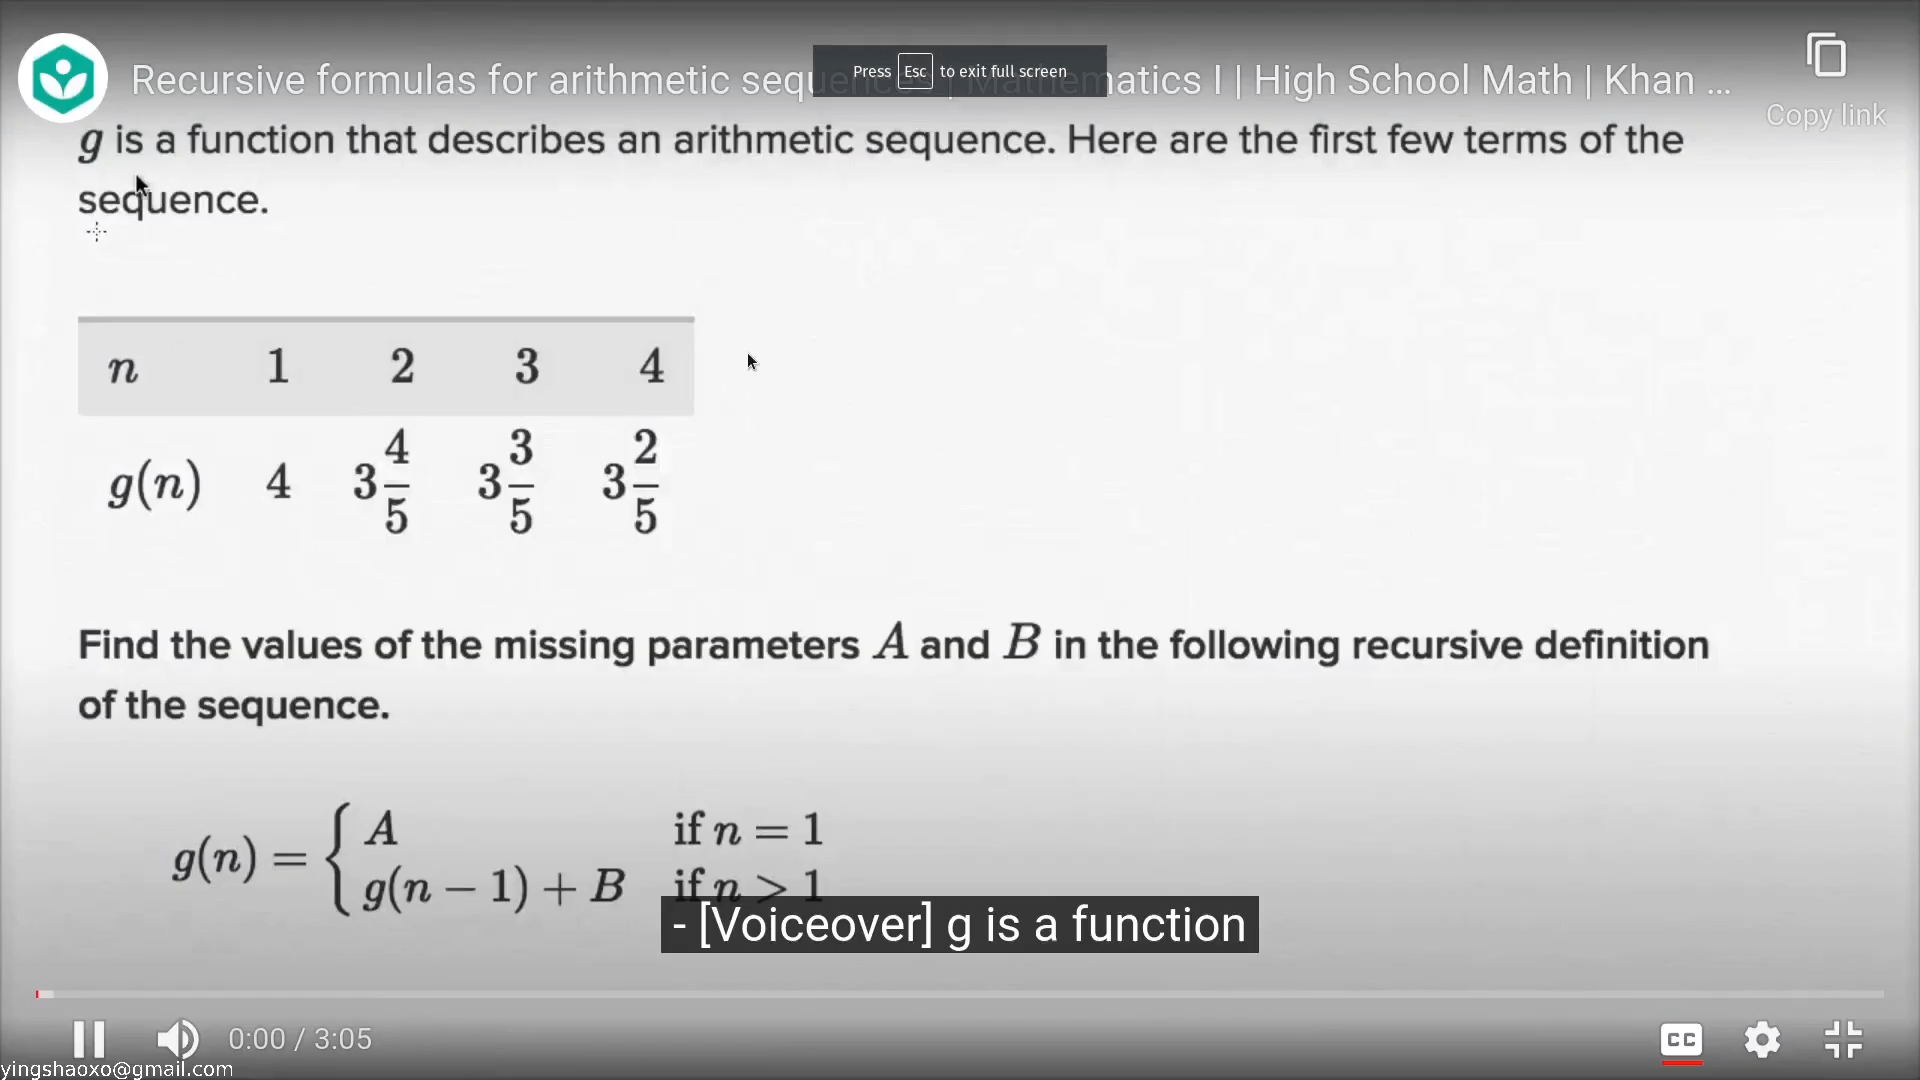 Recursive formulas for arithmetic sequ
Press Esc to exit full screen
atics I | High School Math | Khan ...
Copy link
g is a function that describes an arithmetic sequence. Here are the first few terms of the
sequence.
n 1 2 3 4
g(n) 4 3 4/5 3 3/5 3 2/5
Find the values of the missing parameters A and B in the following recursive definition
of the sequence.
g(n) = { A if n = 1
g(n − 1) + B if n > 1
- [Voiceover] g is a function
0:00 / 3:05
CC
yingshaoxo@gmail.com